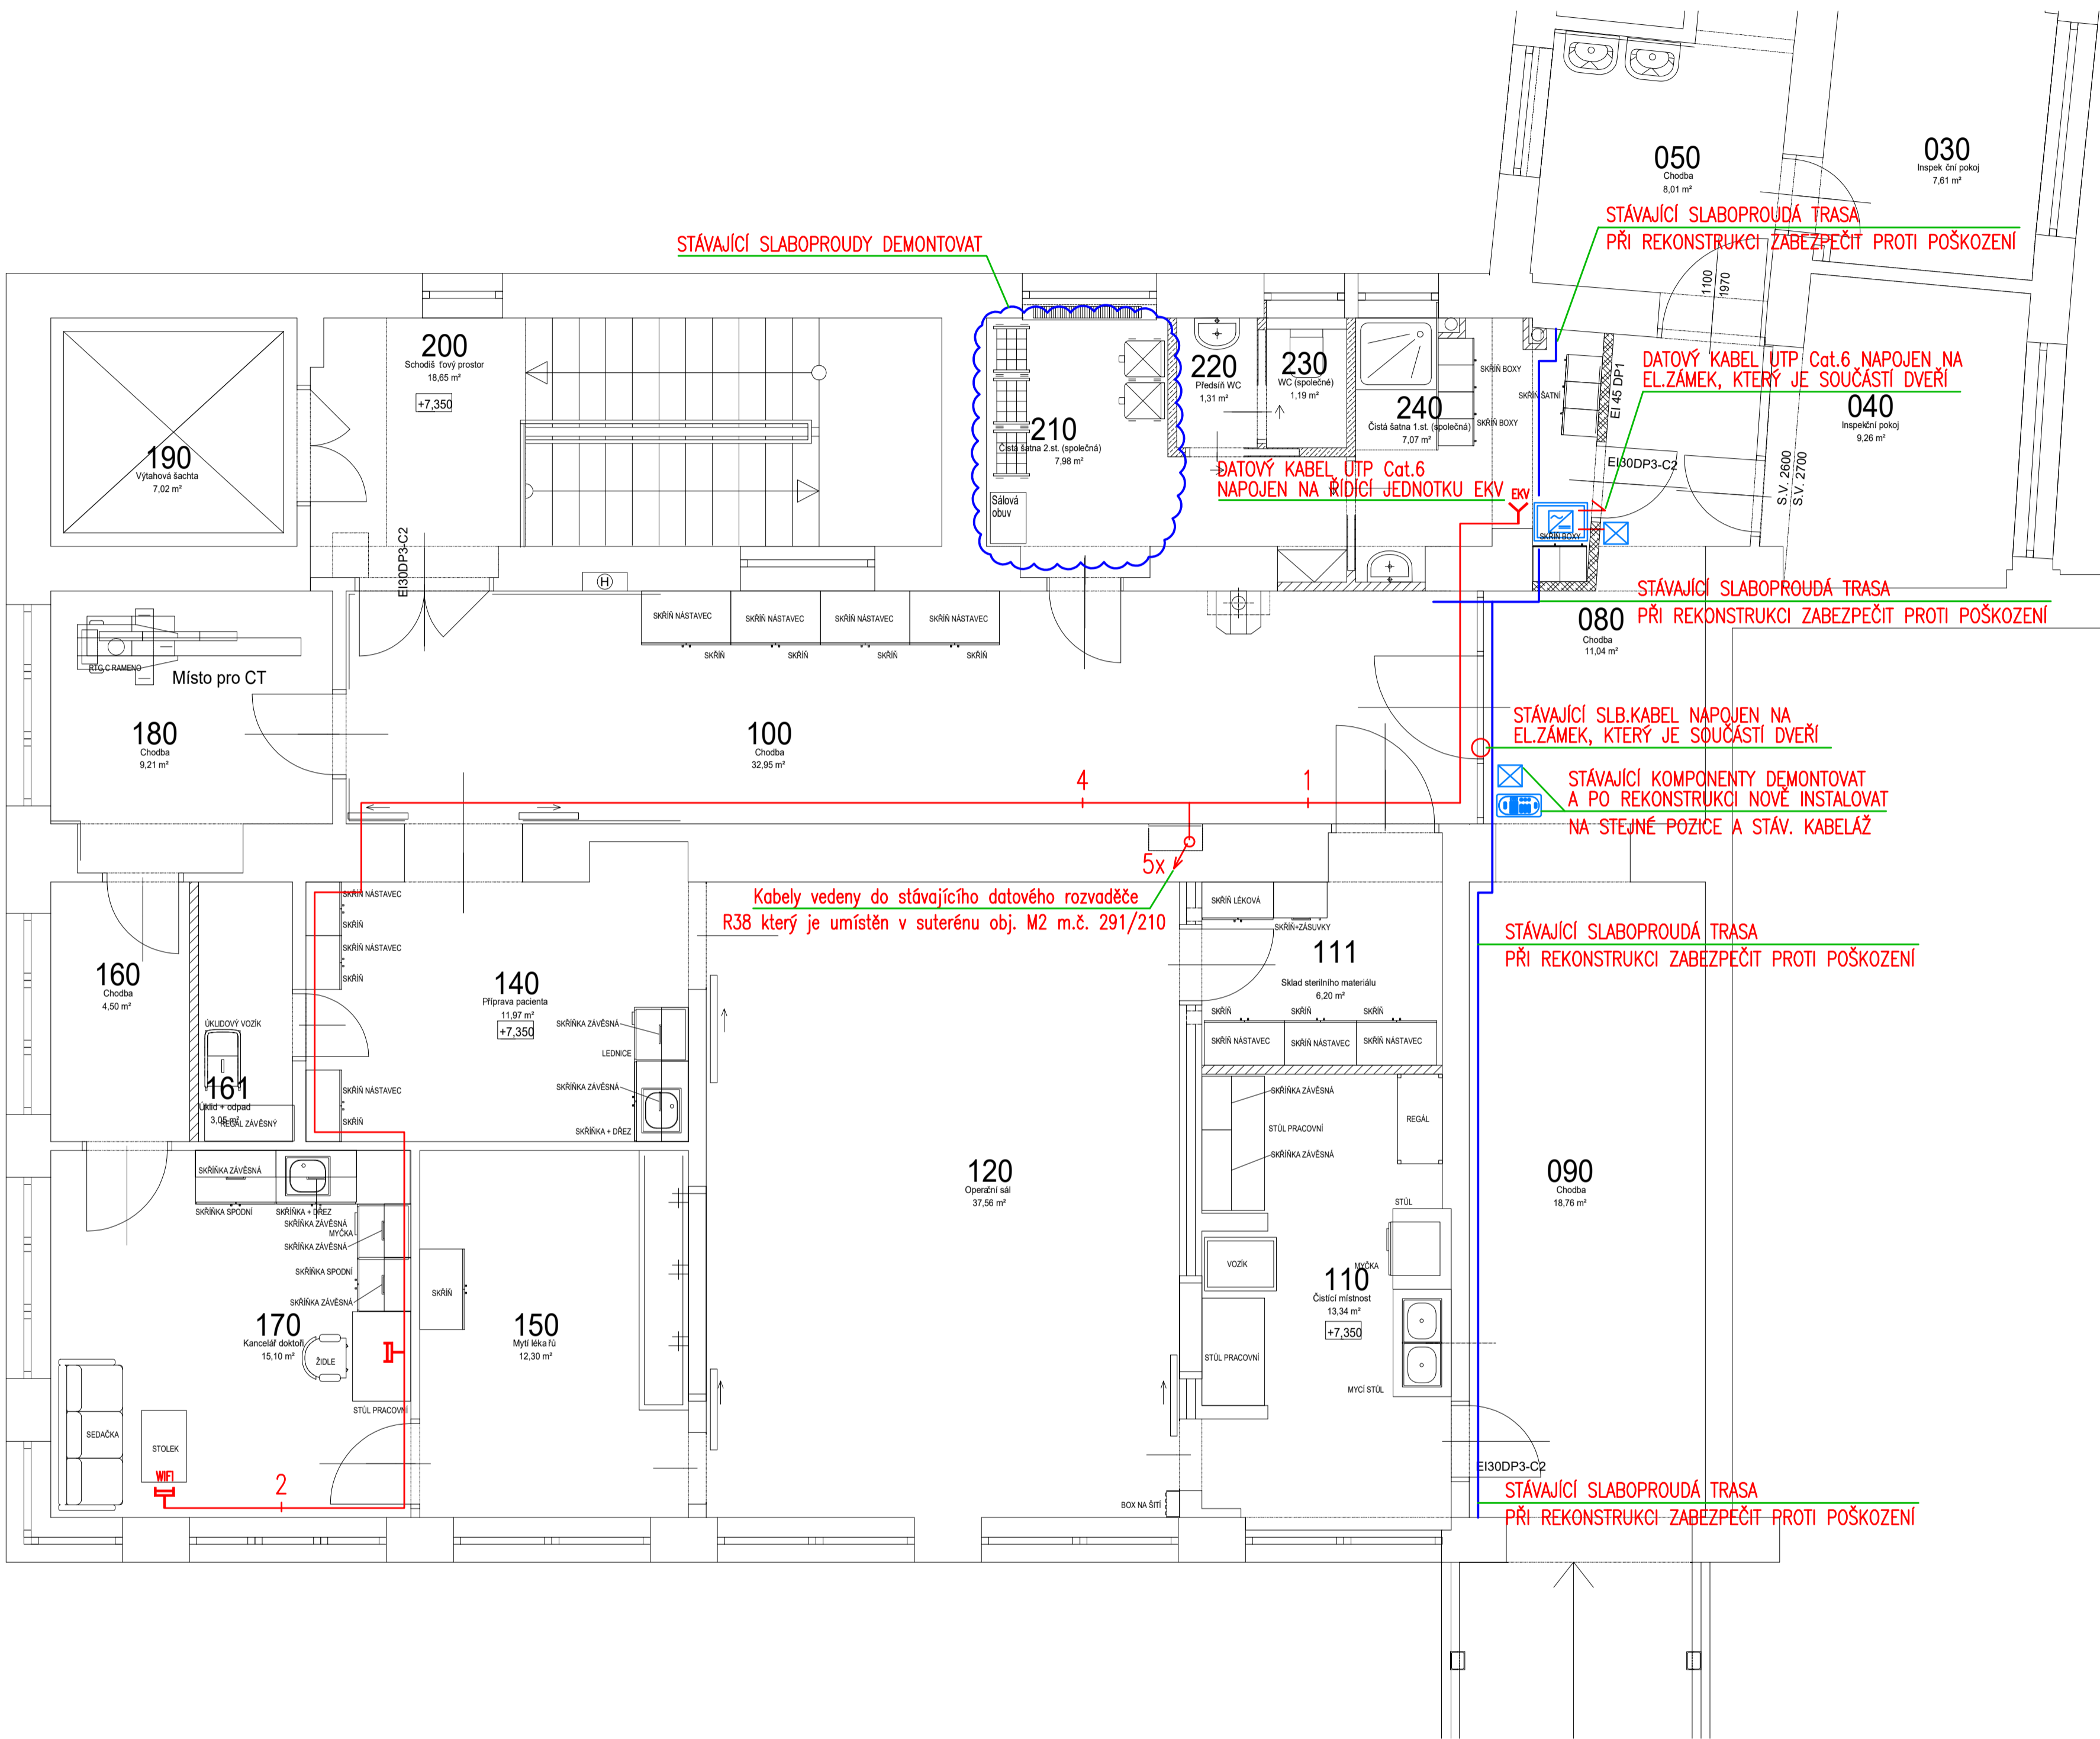 050
Chodba
8,01 m²
030
Inspek ční pokoj
7,61 m²
STÁVAJÍCÍ SLABOPROUDÁ TRASA
PŘI REKONSTRUKCI ZABEZPEČIT PROTI POŠKOZENÍ
STÁVAJÍCÍ SLABOPROUDY DEMONTOVAT
1100
1970
200
Schodiš ťový prostor
18,65 m²
+7,350
190
Výtahová šachta
7,02 m²
EI30DP3-C2
210
Čistá šatna 2.st. (společná)
7,98 m²
Sálová
obuv
220
Předsíň WC
1,31 m²
230
WC (společné)
1,19 m²
240
Čistá šatna 1.st. (společná)
7,07 m²
SKŘÍŇ BOXY
SKŘÍŇ BOXY
SKŘÍŇ ŠATNÍ
EI 45 DP1
DATOVÝ KABEL UTP Cat.6 NAPOJEN NA
EL.ZÁMEK, KTERÝ JE SOUČÁSTÍ DVEŘÍ
040
Inspekční pokoj
9,26 m²
EI30DP3-C2
S.V. 2600
S.V. 2700
DATOVÝ KABEL UTP Cat.6
NAPOJEN NA ŘÍDÍCÍ JEDNOTKU EKV
EKV
SKŘÍŇ BOXY
STÁVAJÍCÍ SLABOPROUDÁ TRASA
PŘI REKONSTRUKCI ZABEZPEČIT PROTI POŠKOZENÍ
080
Chodba
11,04 m²
H
SKŘÍŇ NÁSTAVEC
SKŘÍŇ NÁSTAVEC
SKŘÍŇ NÁSTAVEC
SKŘÍŇ NÁSTAVEC
SKŘÍŇ
SKŘÍŇ
SKŘÍŇ
SKŘÍŇ
RTG C RAMENO
Místo pro CT
180
Chodba
9,21 m²
100
Chodba
32,95 m²
4
1
STÁVAJÍCÍ SLB.KABEL NAPOJEN NA
EL.ZÁMEK, KTERÝ JE SOUČÁSTÍ DVEŘÍ
STÁVAJÍCÍ KOMPONENTY DEMONTOVAT
A PO REKONSTRUKCI NOVĚ INSTALOVAT
NA STEJNÉ POZICE A STÁV. KABELÁŽ
5x
Kabely vedeny do stávajícího datového rozvaděče
R38 který je umístěn v suterénu obj. M2 m.č. 291/210
SKŘÍŇ NÁSTAVEC
SKŘÍŇ
SKŘÍŇ NÁSTAVEC
SKŘÍŇ
SKŘÍŇ LÉKOVÁ
SKŘÍŇ+ZÁSUVKY
111
Sklad sterilního materiálu
6,20 m²
SKŘÍŇ
SKŘÍŇ
SKŘÍŇ
SKŘÍŇ NÁSTAVEC
SKŘÍŇ NÁSTAVEC
SKŘÍŇ NÁSTAVEC
STÁVAJÍCÍ SLABOPROUDÁ TRASA
PŘI REKONSTRUKCI ZABEZPEČIT PROTI POŠKOZENÍ
160
Chodba
4,50 m²
140
Příprava pacienta
11,97 m²
+7,350
SKŘÍŇKA ZÁVĚSNÁ
LEDNICE
SKŘÍŇKA ZÁVĚSNÁ
SKŘÍŇKA + DŘEZ
ÚKLIDOVÝ VOZÍK
161
Úklid + odpad
3,05 m²
REGÁL ZÁVĚSNÝ
SKŘÍŇ NÁSTAVEC
SKŘÍŇ
SKŘÍŇKA ZÁVĚSNÁ
STŮL PRACOVNÍ
SKŘÍŇKA ZÁVĚSNÁ
REGÁL
120
Operační sál
37,56 m²
090
Chodba
18,76 m²
SKŘÍŇKA ZÁVĚSNÁ
SKŘÍŇKA SPODNÍ
SKŘÍŇKA + DŘEZ
SKŘÍŇKA ZÁVĚSNÁ
MYČKA
SKŘÍŇKA ZÁVĚSNÁ
SKŘÍŇKA SPODNÍ
SKŘÍŇKA ZÁVĚSNÁ
STŮL
VOZÍK
MYČKA
110
Čistící místnost
13,34 m²
+7,350
SKŘÍŇ
170
Kancelář doktoři
15,10 m²
ŽIDLE
150
Mytí léka řů
12,30 m²
STŮL PRACOVNÍ
MYCÍ STŮL
STŮL PRACOVNÍ
SEDAČKA
STOLEK
WIFI
2
BOX NA ŠITÍ
EI30DP3-C2
STÁVAJÍCÍ SLABOPROUDÁ TRASA
PŘI REKONSTRUKCI ZABEZPEČIT PROTI POŠKOZENÍ